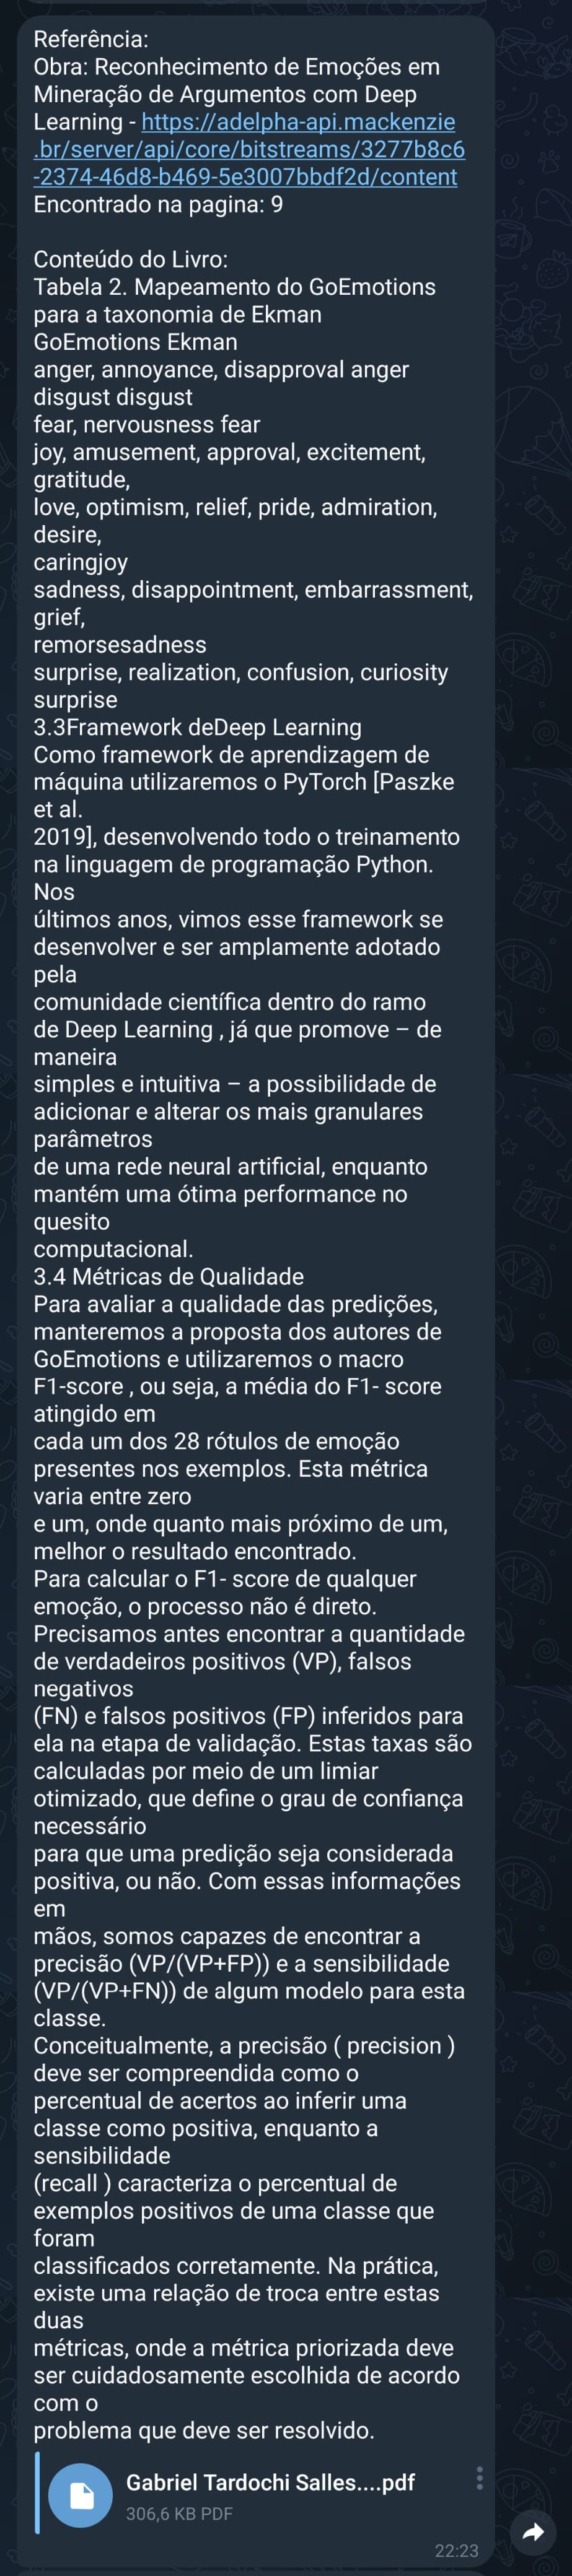 Referência:
Obra: Reconhecimento de Emoções em
Mineração de Argumentos com Deep
Learning - https://adelpha-api.mackenzie
.br/server/api/core/bitstreams/3277b8c6
-2374-46d8-b469-5e3007bbdf2d/content
Encontrado na pagina: 9
Conteúdo do Livro:
Tabela 2. Mapeamento do GoEmotions
para a taxonomia de Ekman
GoEmotions Ekman
anger, annoyance, disapproval anger
disgust disgust
fear, nervousness fear
joy, amusement, approval, excitement,
gratitude,
love, optimism, relief, pride, admiration,
desire,
caringjoy
sadness, disappointment, embarrassment,
grief,
remorsesadness
surprise, realization, confusion, curiosity
surprise
3.3Framework deDeep Learning
Como framework de aprendizagem de
máquina utilizaremos o PyTorch [Paszke
et al.
2019], desenvolvendo todo o treinamento
na linguagem de programação Python.
Nos
últimos anos, vimos esse framework se
desenvolver e ser amplamente adotado
pela
comunidade científica dentro do ramo
de Deep Learning , já que promove – de
maneira
simples e intuitiva – a possibilidade de
adicionar e alterar os mais granulares
parâmetros
de uma rede neural artificial, enquanto
mantém uma ótima performance no
quesito
computacional.
3.4 Métricas de Qualidade
Para avaliar a qualidade das predições,
manteremos a proposta dos autores de
GoEmotions e utilizaremos o macro
F1-score , ou seja, a média do F1- score
atingido em
cada um dos 28 rótulos de emoção
presentes nos exemplos. Esta métrica
varia entre zero
e um, onde quanto mais próximo de um,
melhor o resultado encontrado.
Para calcular o F1- score de qualquer
emoção, o processo não é direto.
Precisamos antes encontrar a quantidade
de verdadeiros positivos (VP), falsos
negativos
(FN) e falsos positivos (FP) inferidos para
ela na etapa de validação. Estas taxas são
calculadas por meio de um limiar
otimizado, que define o grau de confiança
necessário
para que uma predição seja considerada
positiva, ou não. Com essas informações
em
mãos, somos capazes de encontrar a
precisão (VP/(VP+FP)) e a sensibilidade
(VP/(VP+FN)) de algum modelo para esta
classe.
Conceitualmente, a precisão ( precision )
deve ser compreendida como o
percentual de acertos ao inferir uma
classe como positiva, enquanto a
sensibilidade
(recall ) caracteriza o percentual de
exemplos positivos de uma classe que
foram
classificados corretamente. Na prática,
existe uma relação de troca entre estas
duas
métricas, onde a métrica priorizada deve
ser cuidadosamente escolhida de acordo
com o
problema que deve ser resolvido.
Gabriel Tardochi Salles....pdf
306,6 KB PDF
22:23